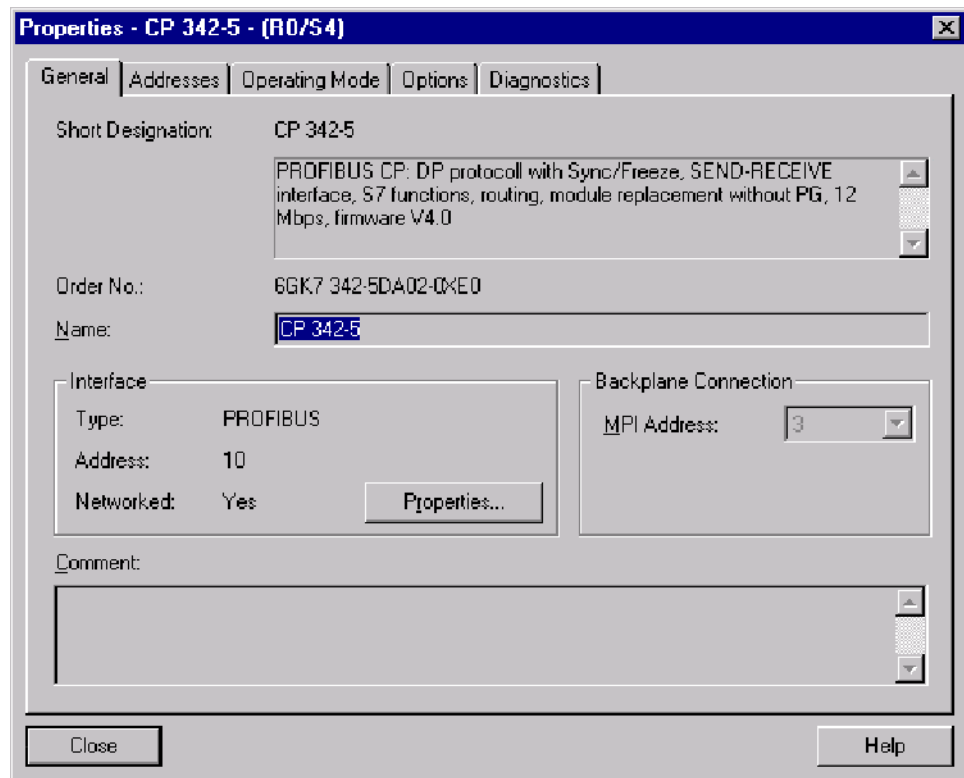 Properties - CP 342-5 - (R0/S4)
General Addresses Operating Mode Options Diagnostics
Short Designation: CP 342-5
PROFIBUS CP: DP protocoll with Sync/Freeze, SEND-RECEIVE
interface, S7 functions, routing, module replacement without PG, 12
Mbps, firmware V4.0
Order No.: 6GK7 342-5DA02-0XE0
Name: CP 342-5
Interface
Type: PROFIBUS
Address: 10
Networked: Yes Properties...
Backplane Connection
MPI Address: 3
Comment:
Close Help